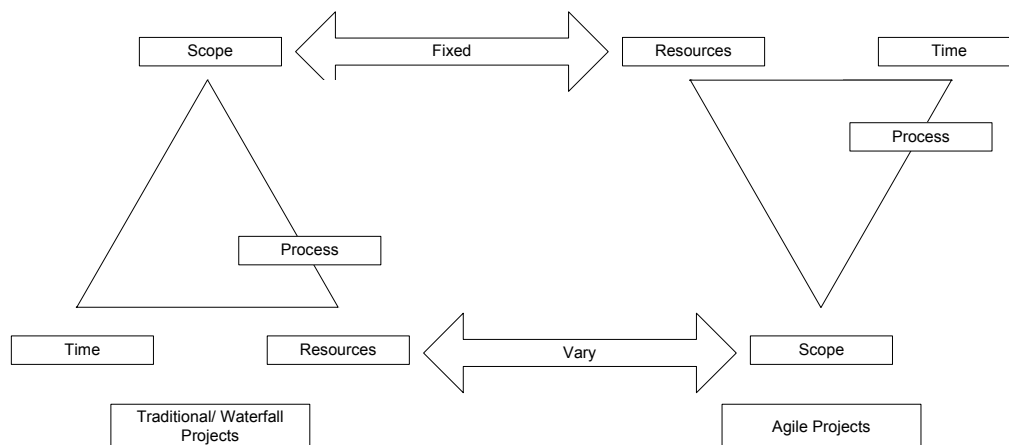 Scope
Fixed
Resources
Time
Process
Process
Time
Resources
Vary
Scope
Traditional/ Waterfall
Projects
Agile Projects